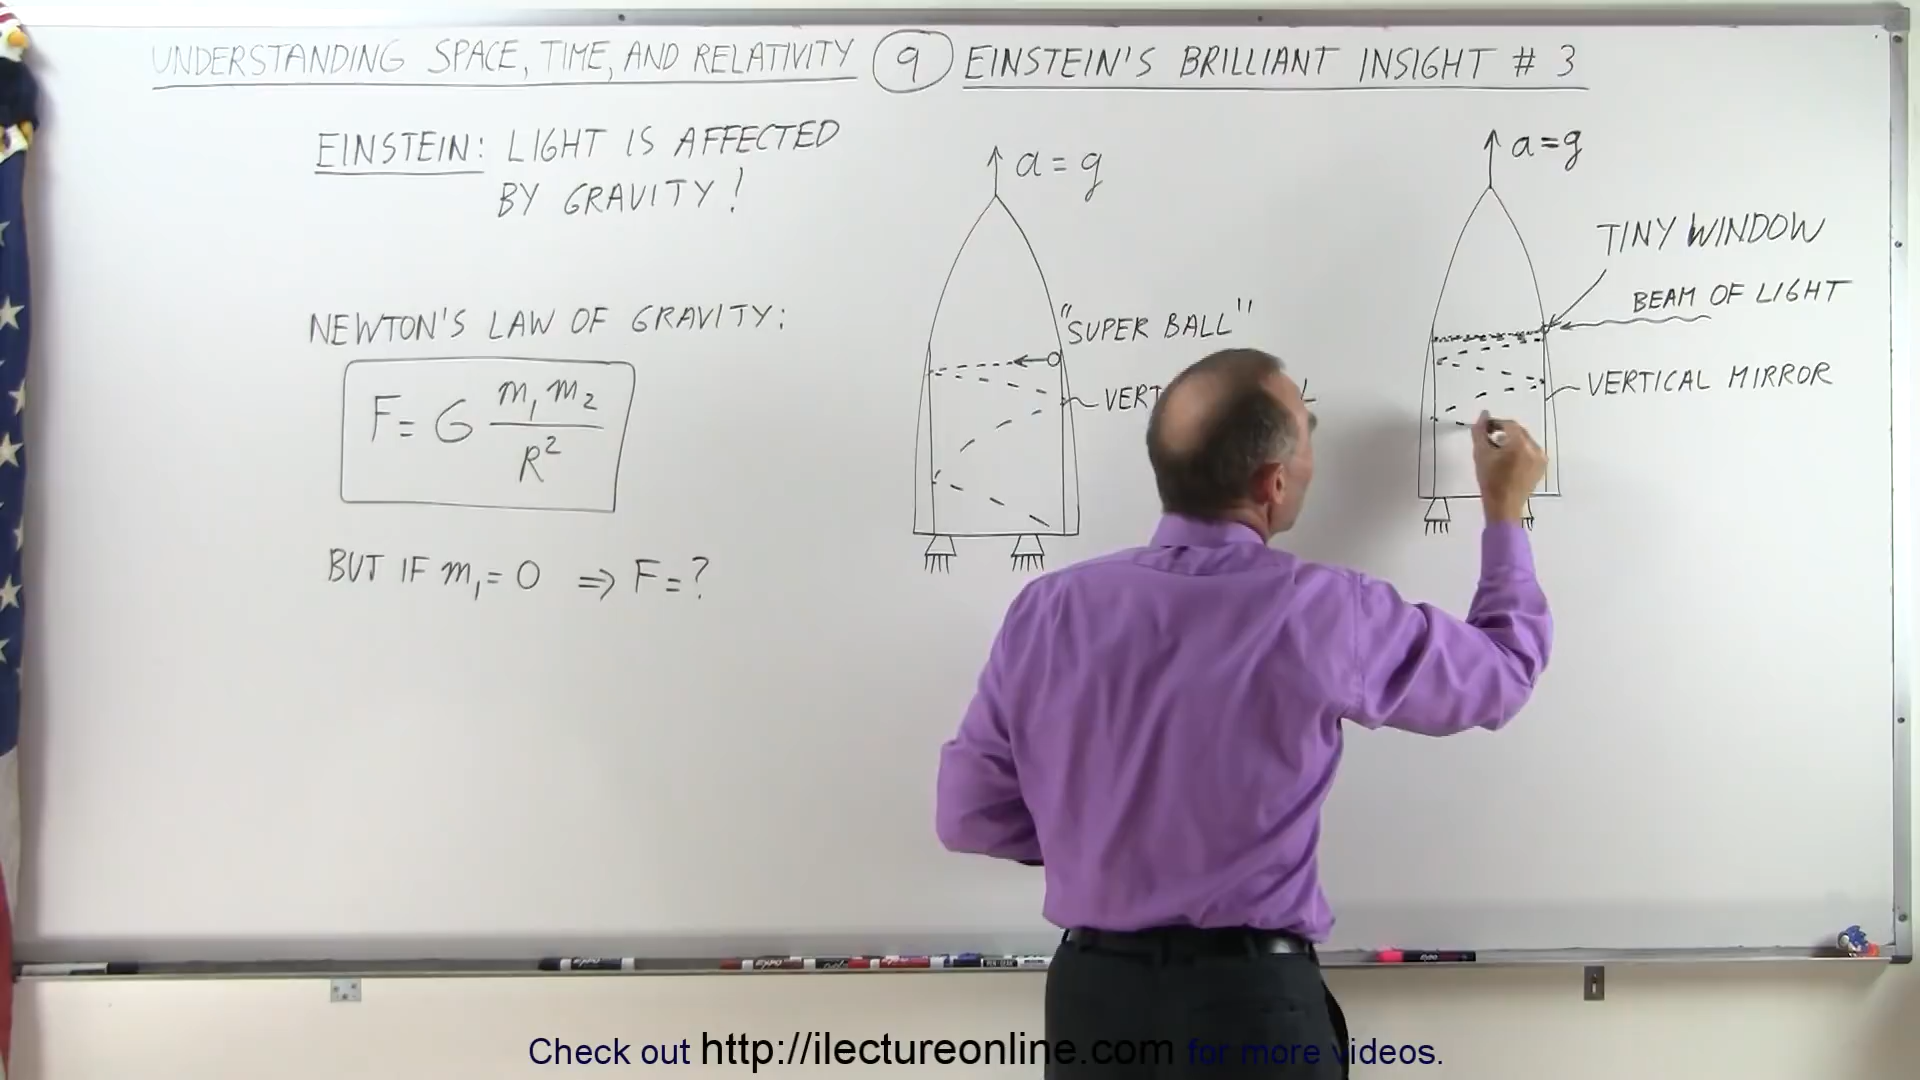 UNDERSTANDING SPACE, TIME, AND RELATIVITY 9 EINSTEIN'S BRILLIANT INSIGHT # 3
EINSTEIN: LIGHT IS AFFECTED
BY GRAVITY!
NEWTON'S LAW OF GRAVITY:
F = G m₁ m₂ / R²
BUT IF m₁ = 0 ⇒ F = ?
a = g
"SUPER BALL"
VERT
a = g
TINY WINDOW
BEAM OF LIGHT
VERTICAL MIRROR
Check out http://ilectureonline.com for more videos.